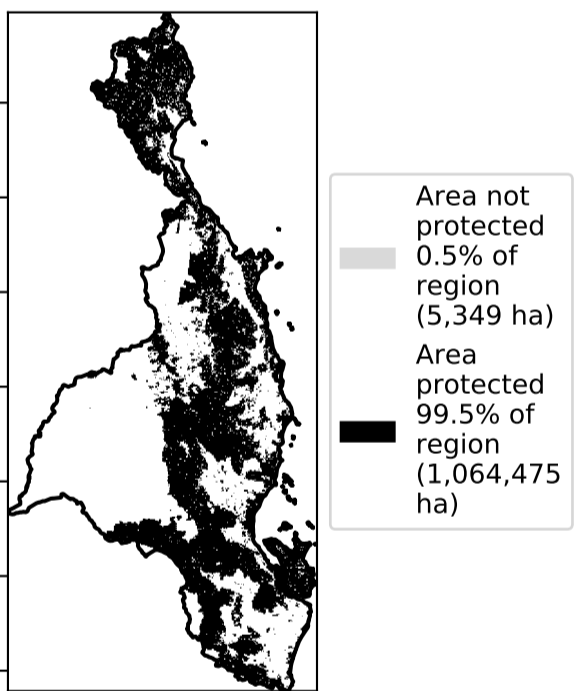 Area not
protected
0.5% of
region
(5,349 ha)
Area
protected
99.5% of
region
(1,064,475
ha)